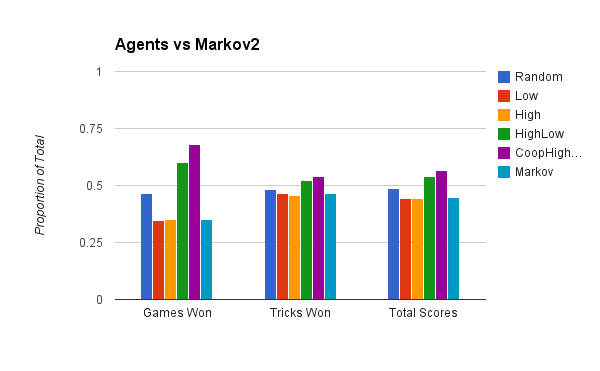 Agents vs Markov2
1
0.75
0.5
0.25
0
Proportion of Total
Games Won
Tricks Won
Total Scores
Random
Low
High
HighLow
CoopHigh...
Markov